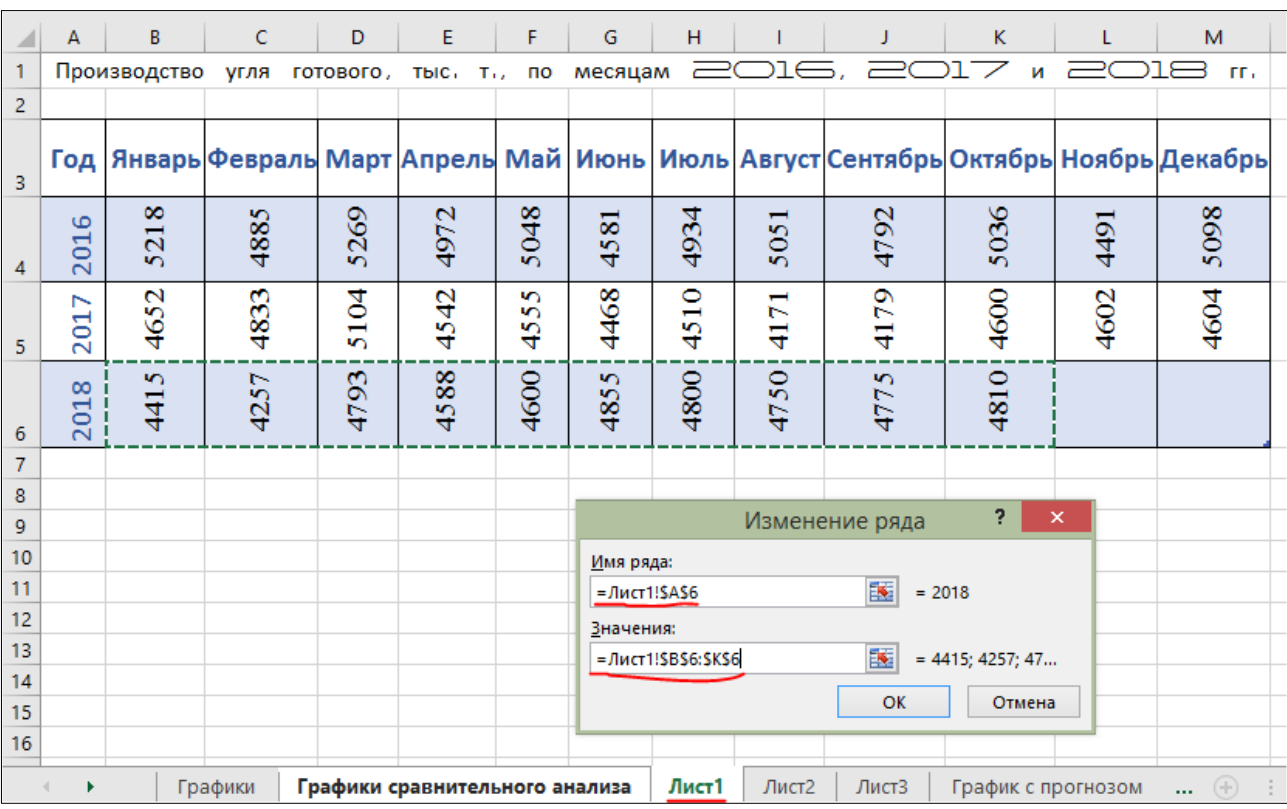 A B C D E F G H I J K L M
1 Производство угля готового, тыс. т., по месяцам 2016, 2017 и 2018 гг.
2
3 Год Январь Февраль Март Апрель Май Июнь Июль Август Сентябрь Октябрь Ноябрь Декабрь
4 2016 5218 4885 5269 4972 5048 4581 4934 5051 4792 5036 4491 5098
5 2017 4652 4833 5104 4542 4555 4468 4510 4171 4179 4600 4602 4604
6 2018 4415 4257 4793 4588 4600 4855 4800 4750 4775 4810
7
8
9
10
11
12
13
14
15
16
Изменение ряда ? ×
Имя ряда:
=Лист1!$A$6 = 2018
Значения:
=Лист1!$B$6:$K$6 = 4415; 4257; 47...
ОК Отмена
Графики Графики сравнительного анализа Лист1 Лист2 Лист3 График с прогнозом ...